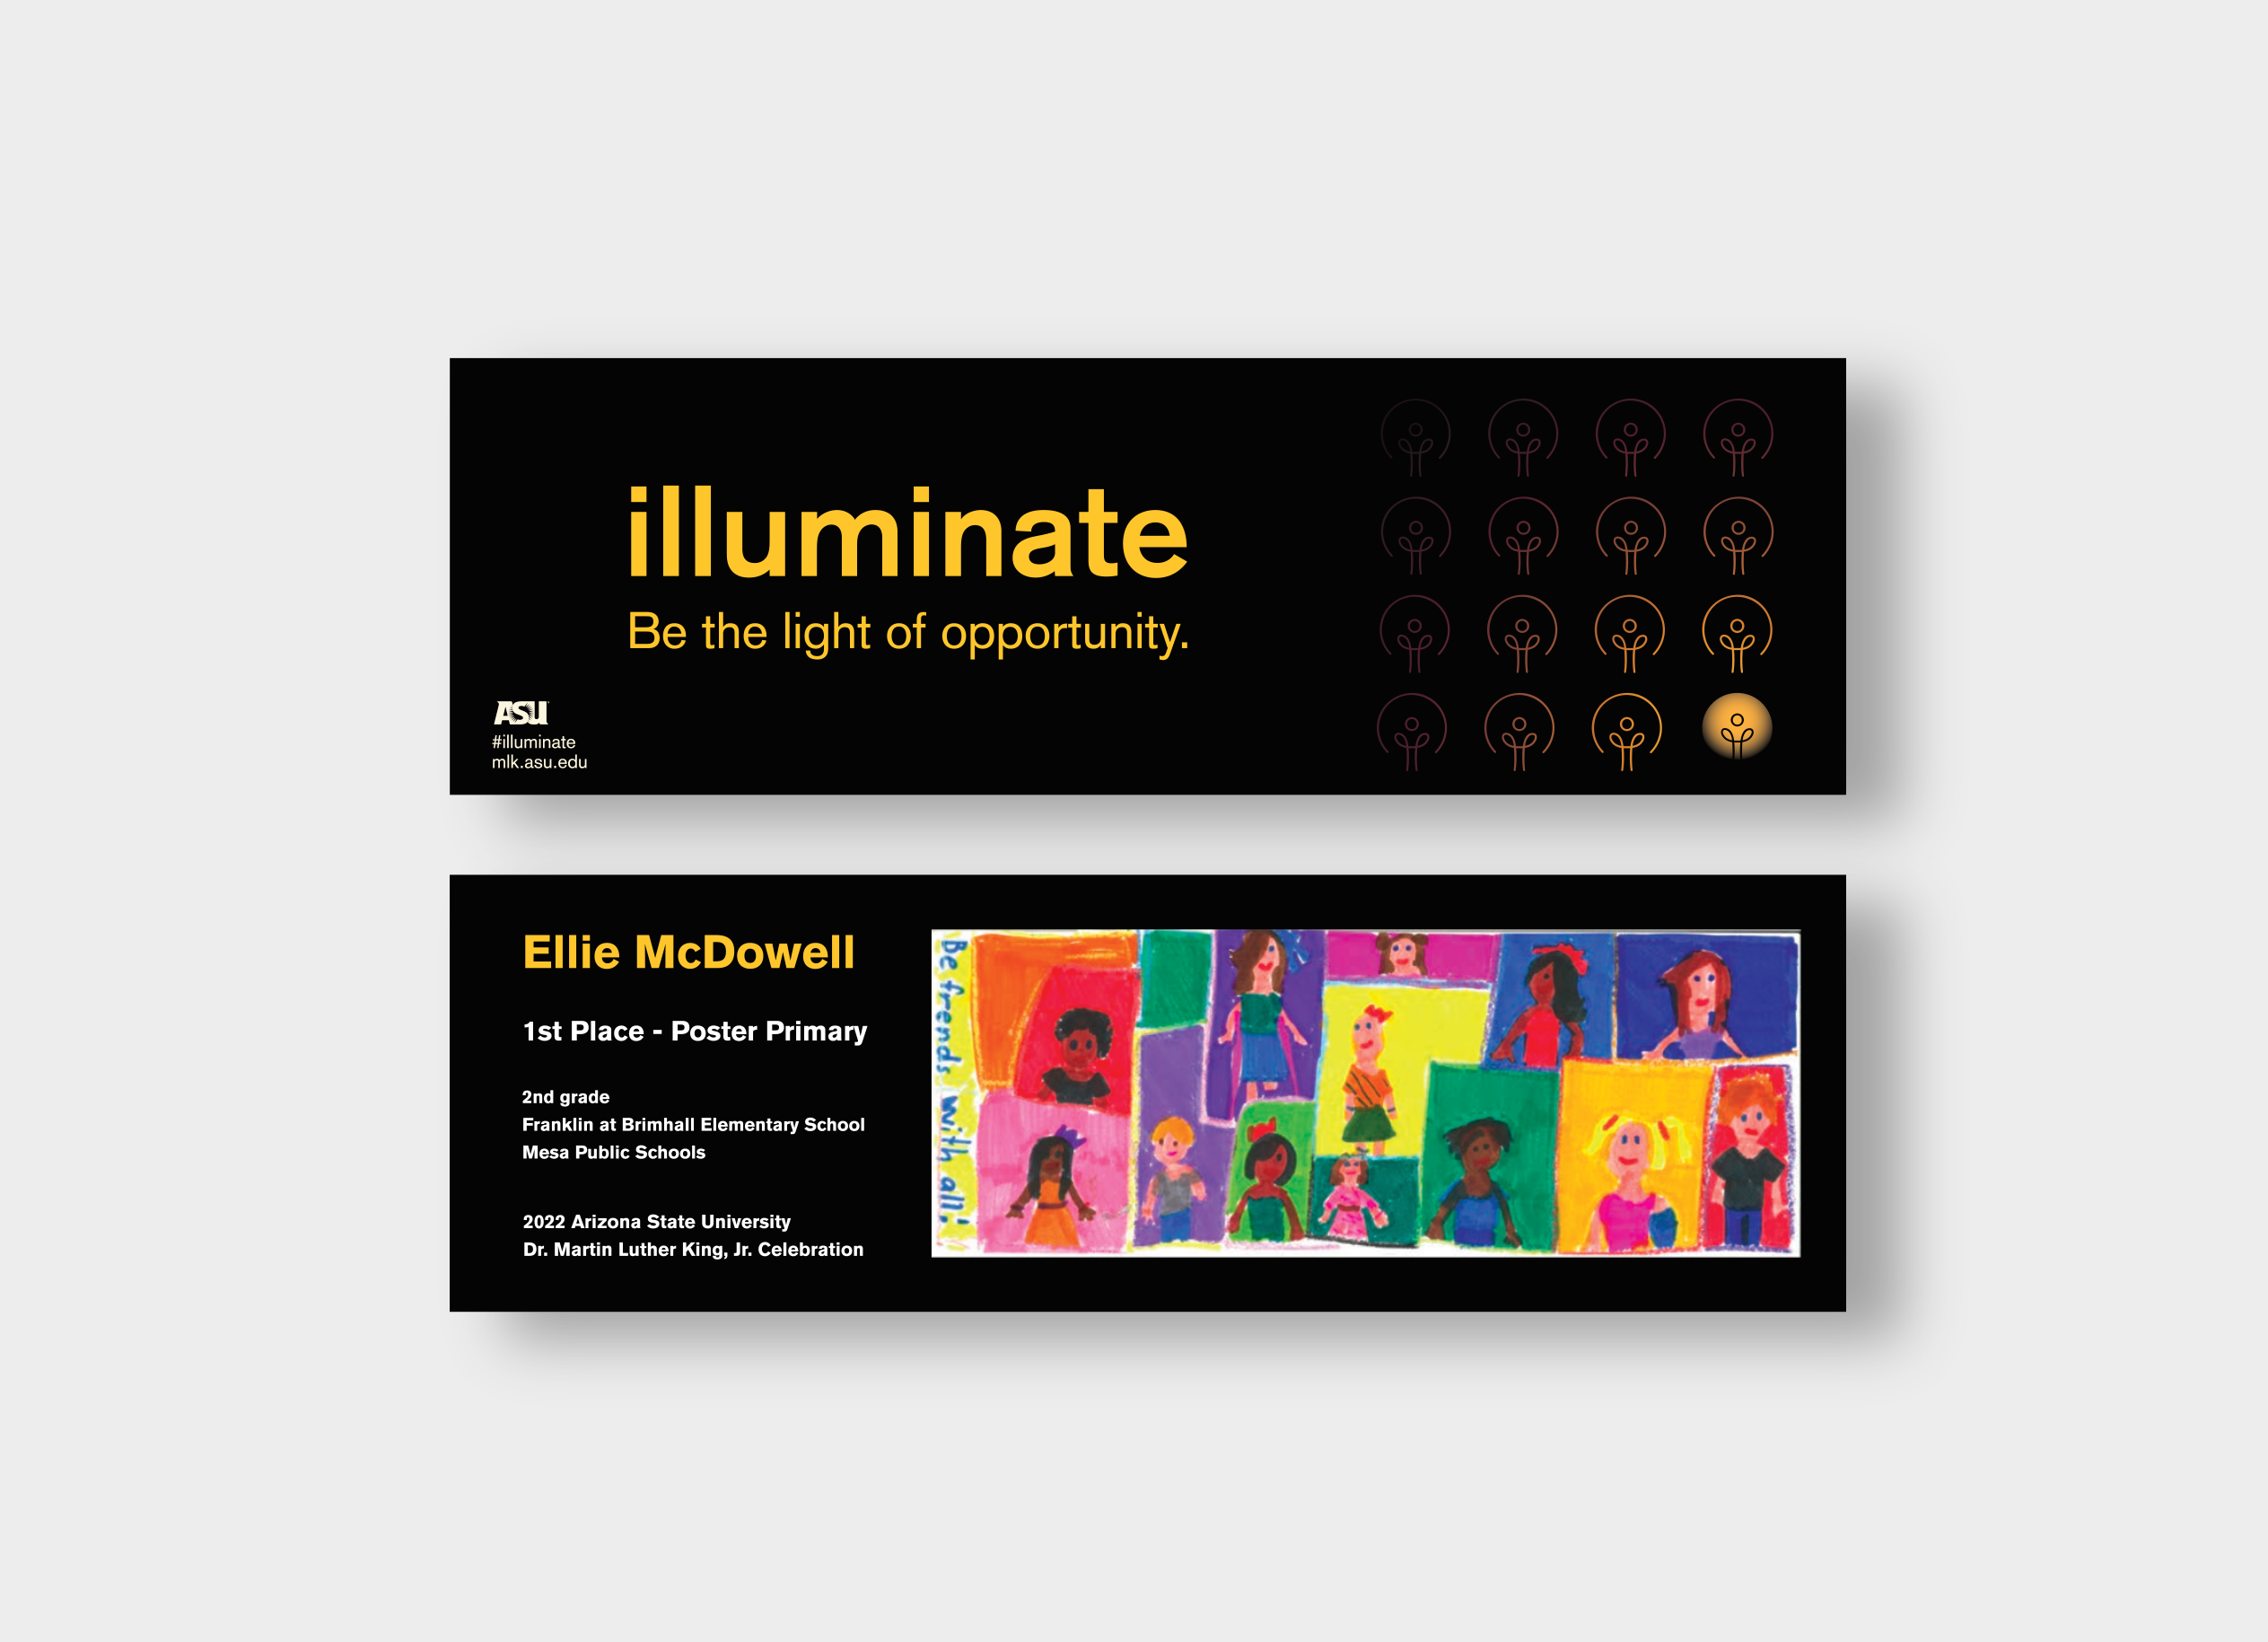 illuminate
Be the light of opportunity.
ASU
#illuminate
mlk.asu.edu
Ellie McDowell
1st Place - Poster Primary
2nd grade
Franklin at Brimhall Elementary School
Mesa Public Schools
2022 Arizona State University
Dr. Martin Luther King, Jr. Celebration
Be frends with all!